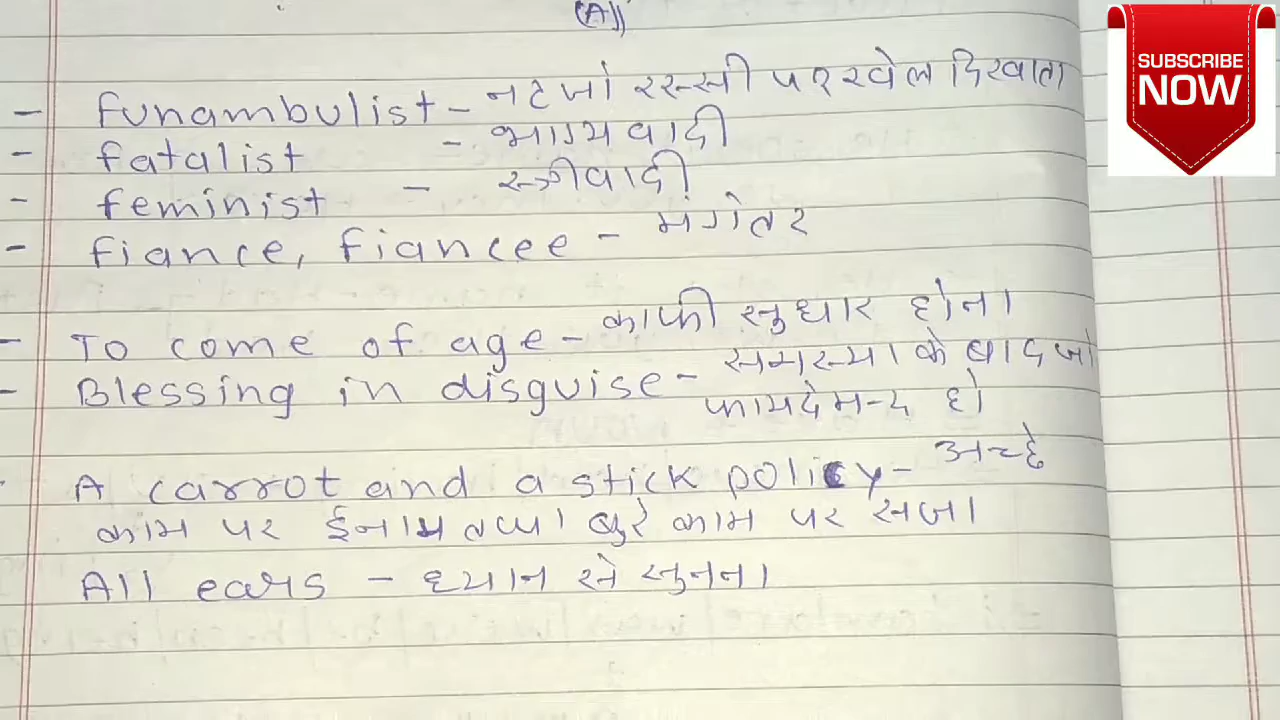 (A)
SUBSCRIBE
NOW
- funambulist - नट जो रस्सी पर खेल दिखाता
- fatalist - भाग्यवादी
- feminist - स्त्रीवादी
- fiance, fiancee - मंगेतर
- To come of age - काफी सुधार होना
- Blessing in disguise - समस्या के बाद जो
फायदेमन्द हो
A carrot and a stick policy - अच्छे
काम पर ईनाम तथा बुरे काम पर सजा
All ears - ध्यान से सुनना